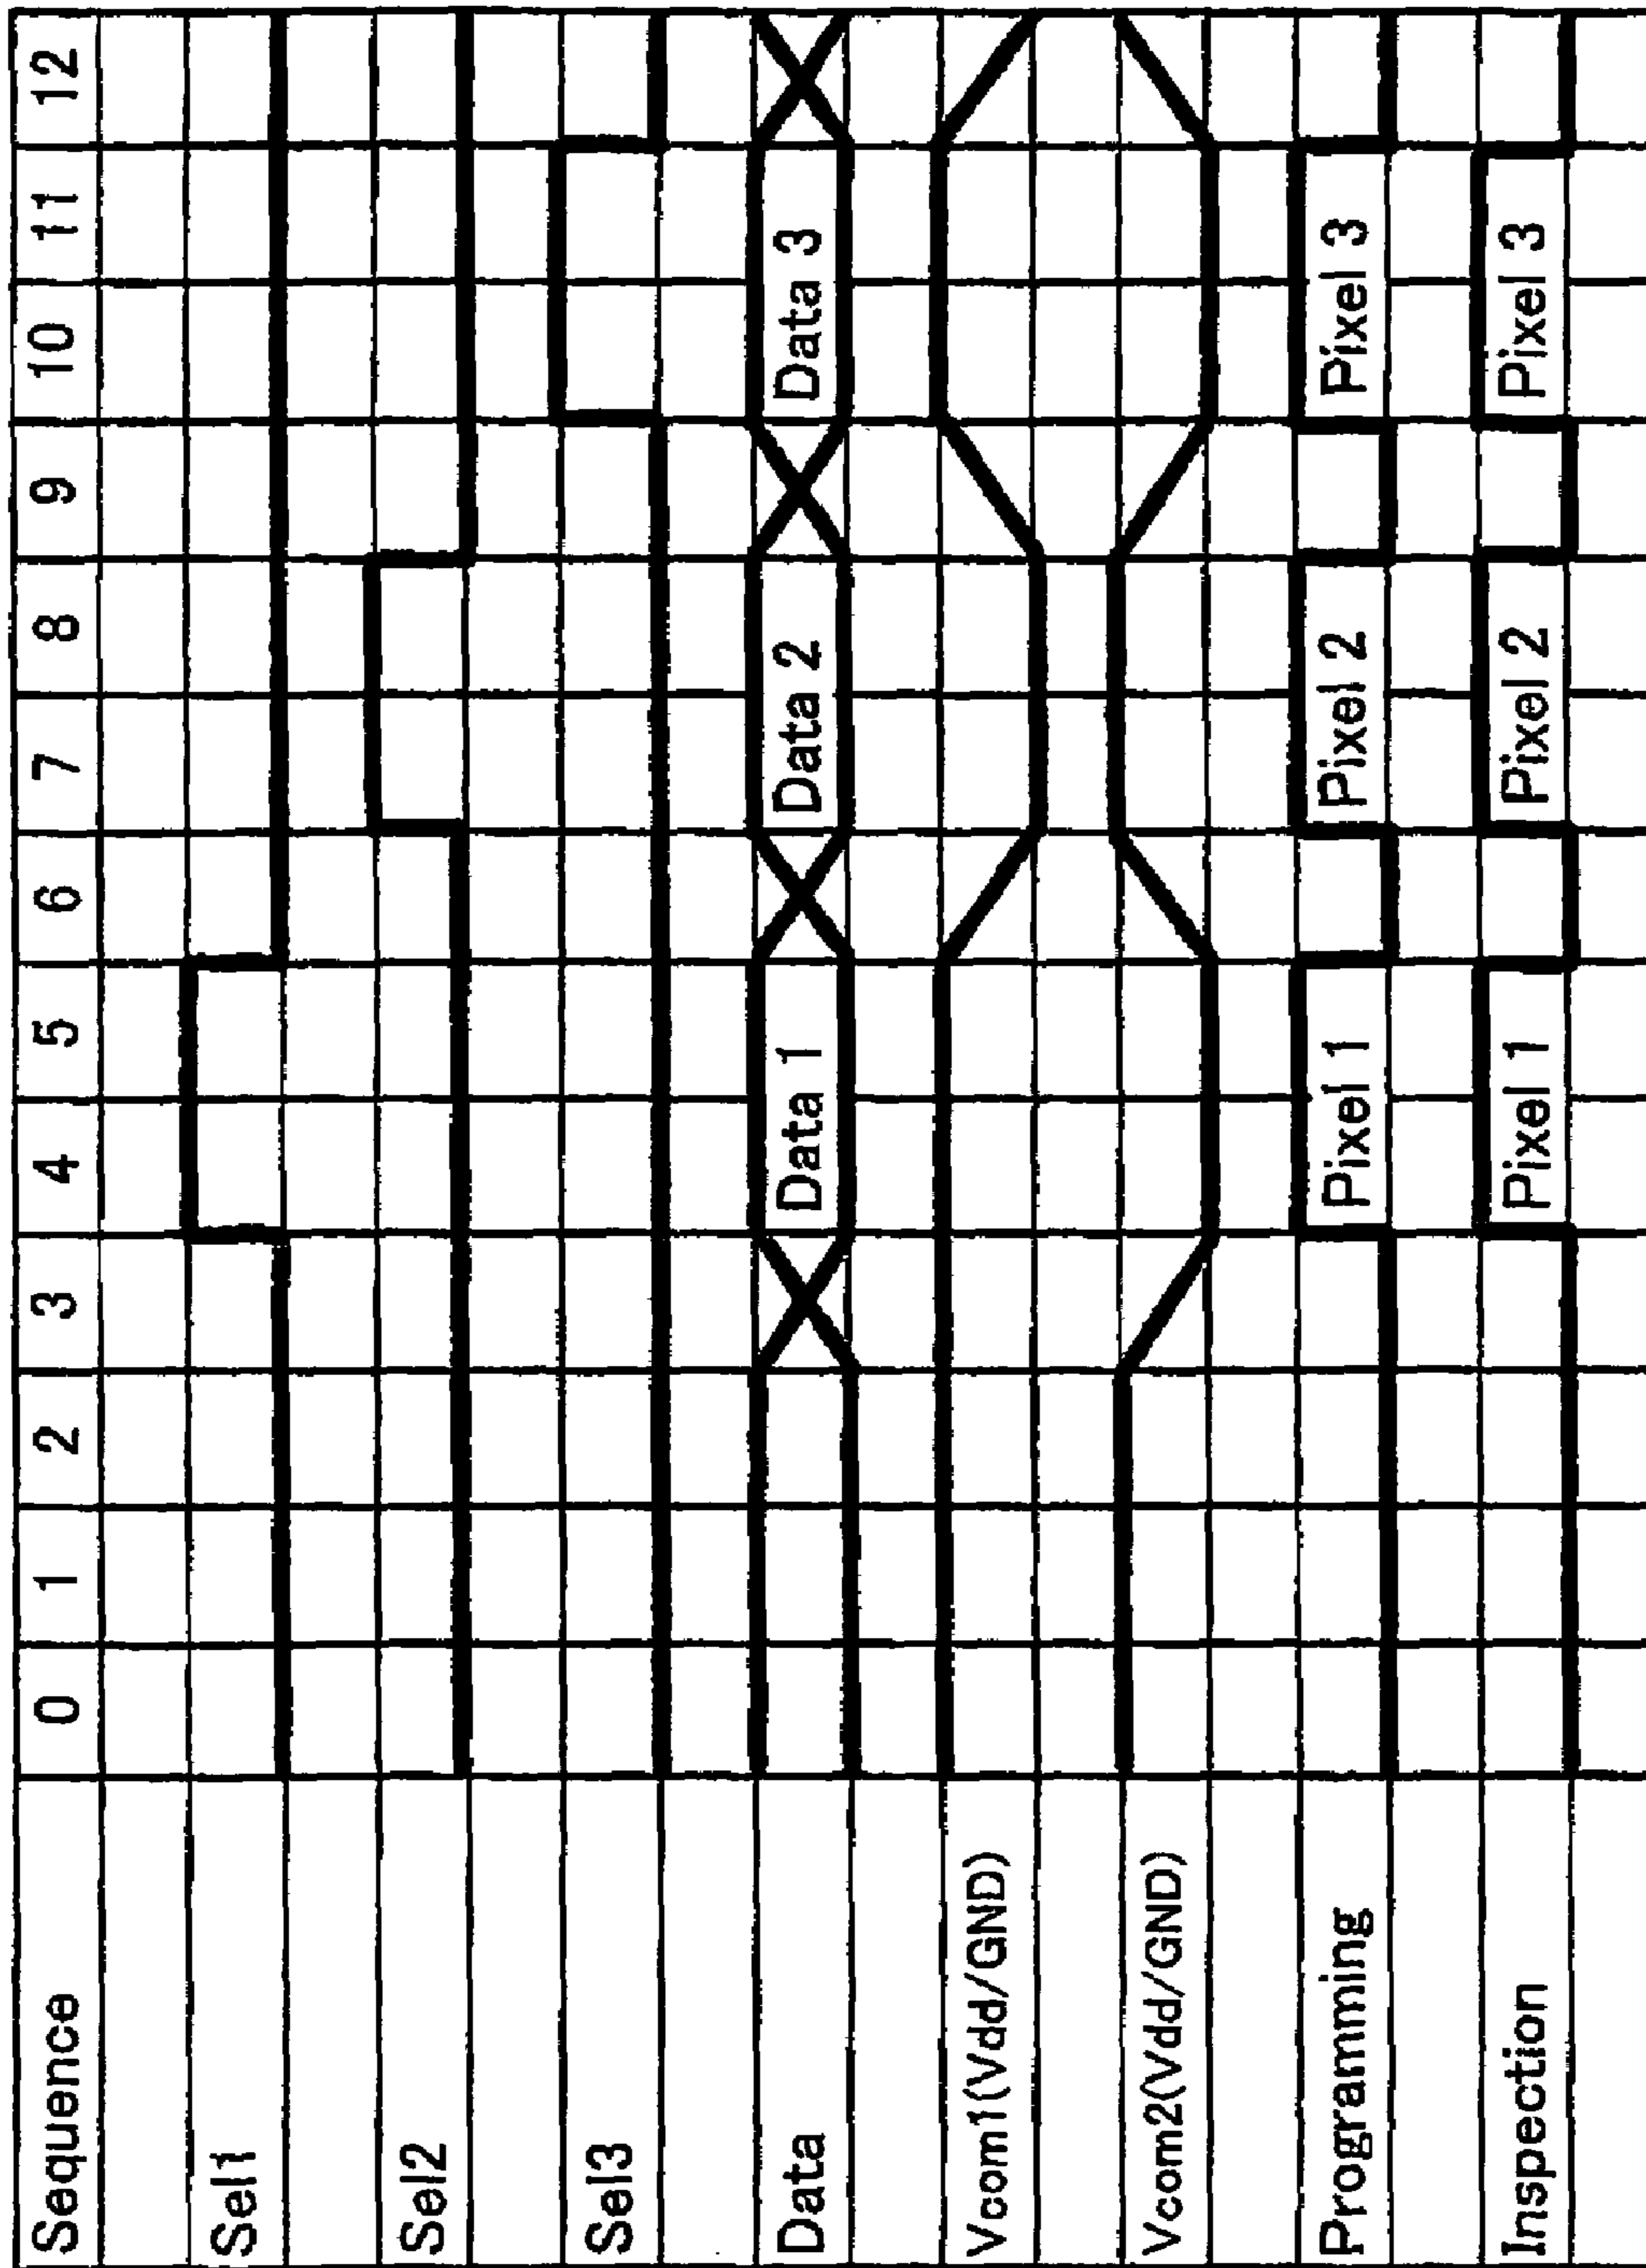 Sequence 0 1 2 3 4 5 6 7 8 9 10 11 12
Sel1
Sel2
Sel3
Data Data 1 Data 2 Data 3
Vcom1(Vdd/GND)
Vcom2(Vdd/GND)
Programming Pixel 1 Pixel 2 Pixel 3
Inspection Pixel 1 Pixel 2 Pixel 3